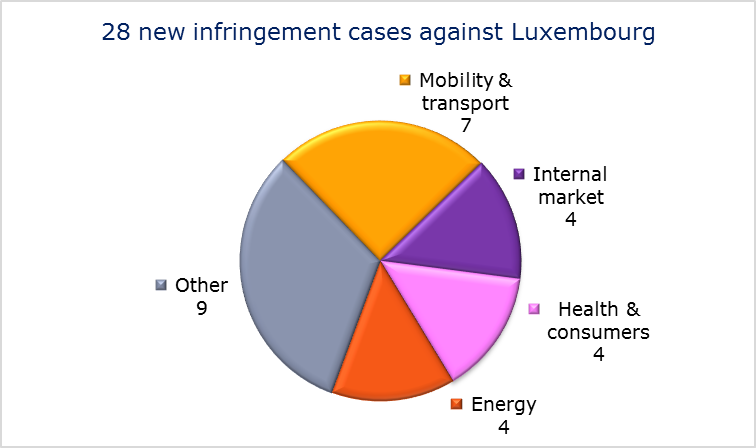 28 new infringement cases against Luxembourg
Mobility &
transport
7
Internal
market
4
Health &
consumers
4
Energy
4
Other
9